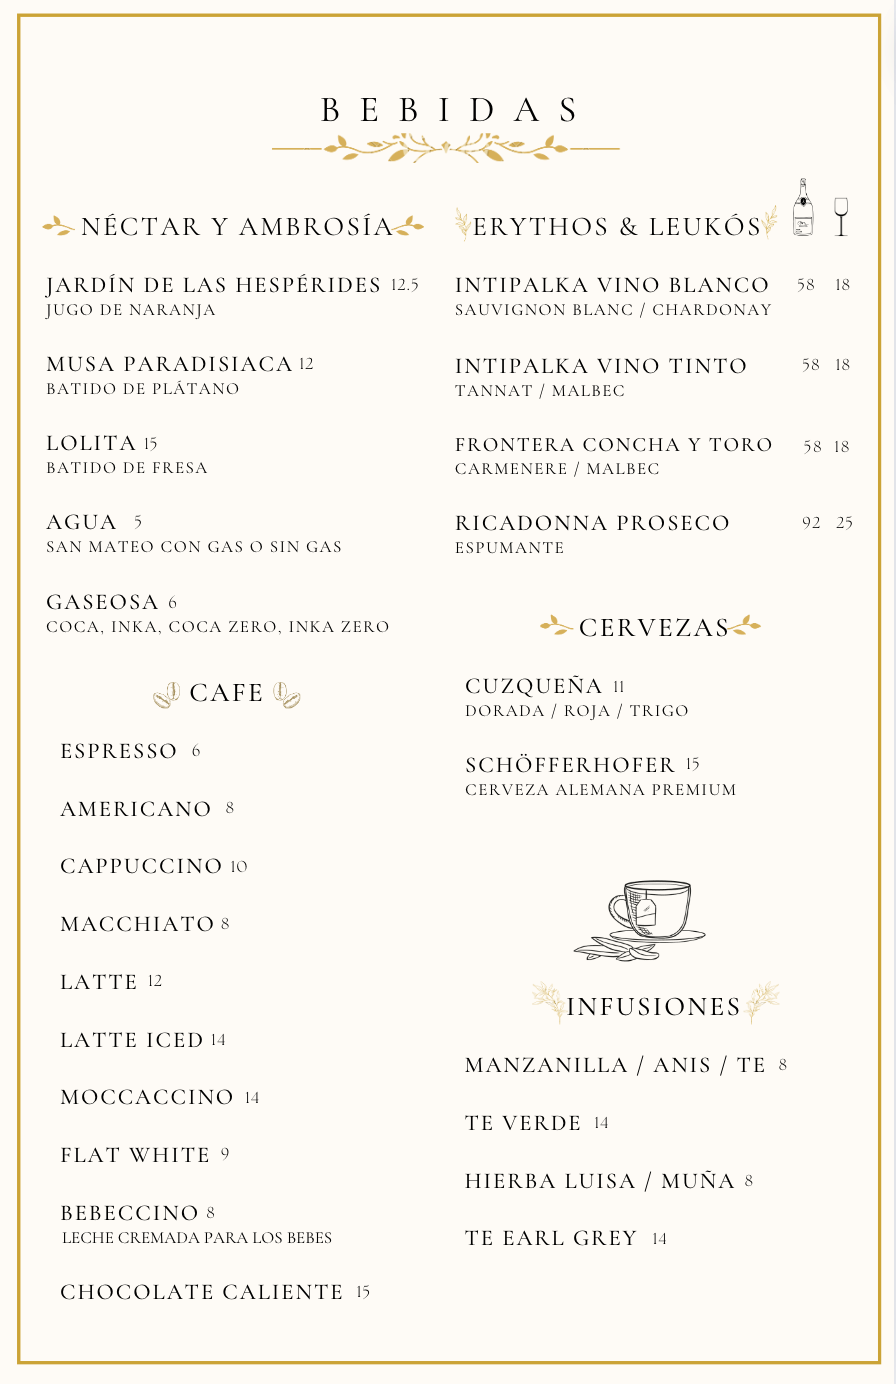 BEBIDAS
NÉCTAR Y AMBROSÍA
JARDÍN DE LAS HESPÉRIDES 12.5
JUGO DE NARANJA
MUSA PARADISIACA 12
BATIDO DE PLÁTANO
LOLITA 15
BATIDO DE FRESA
AGUA 5
SAN MATEO CON GAS O SIN GAS
GASEOSA 6
COCA, INKA, COCA ZERO, INKA ZERO
CAFE
ESPRESSO 6
AMERICANO 8
CAPPUCCINO 10
MACCHIATO 8
LATTE 12
LATTE ICED 14
MOCCACCINO 14
FLAT WHITE 9
BEBECCINO 8
LECHE CREMADA PARA LOS BEBES
CHOCOLATE CALIENTE 15
ERYTHOS & LEUKÓS
INTIPALKA VINO BLANCO 58 18
SAUVIGNON BLANC / CHARDONAY
INTIPALKA VINO TINTO 58 18
TANNAT / MALBEC
FRONTERA CONCHA Y TORO 58 18
CARMENERE / MALBEC
RICADONNA PROSECO 92 25
ESPUMANTE
CERVEZAS
CUZQUEÑA 11
DORADA / ROJA / TRIGO
SCHÖFFERHOFER 15
CERVEZA ALEMANA PREMIUM
INFUSIONES
MANZANILLA / ANIS / TE 8
TE VERDE 14
HIERBA LUISA / MUÑA 8
TE EARL GREY 14